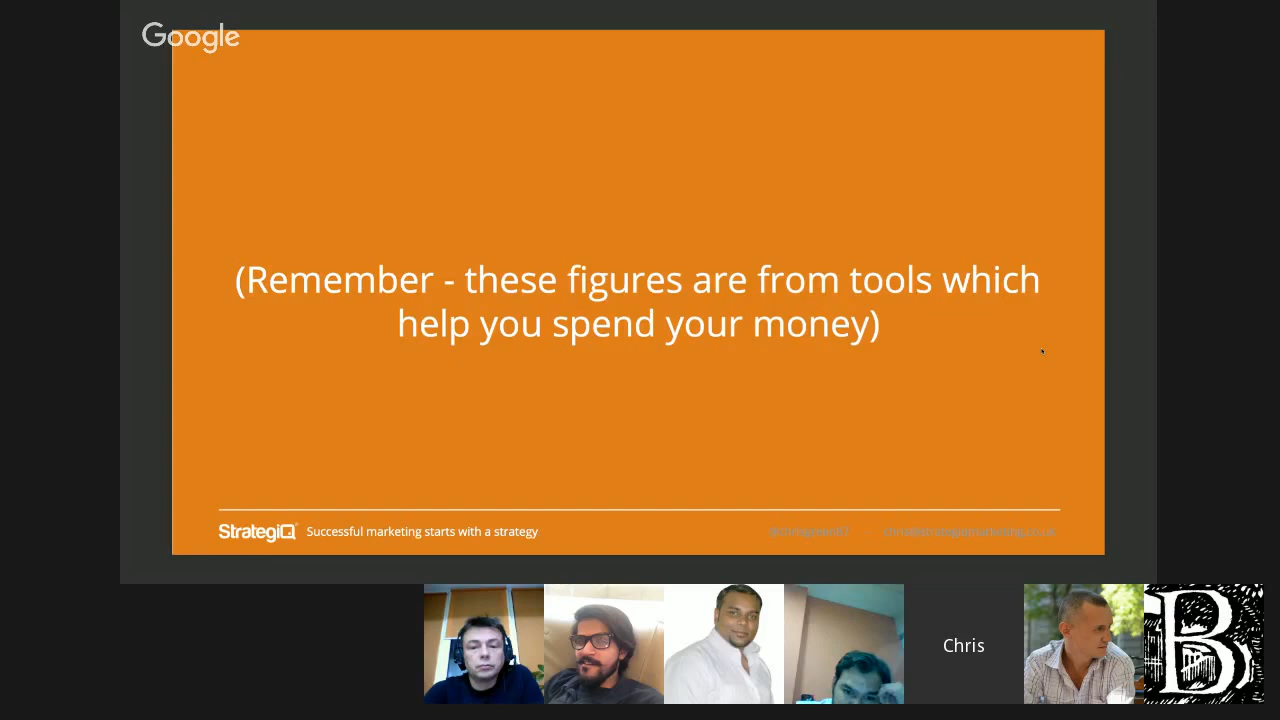 Google
(Remember - these figures are from tools which
help you spend your money)
StrategiQ Successful marketing starts with a strategy
Chris
B